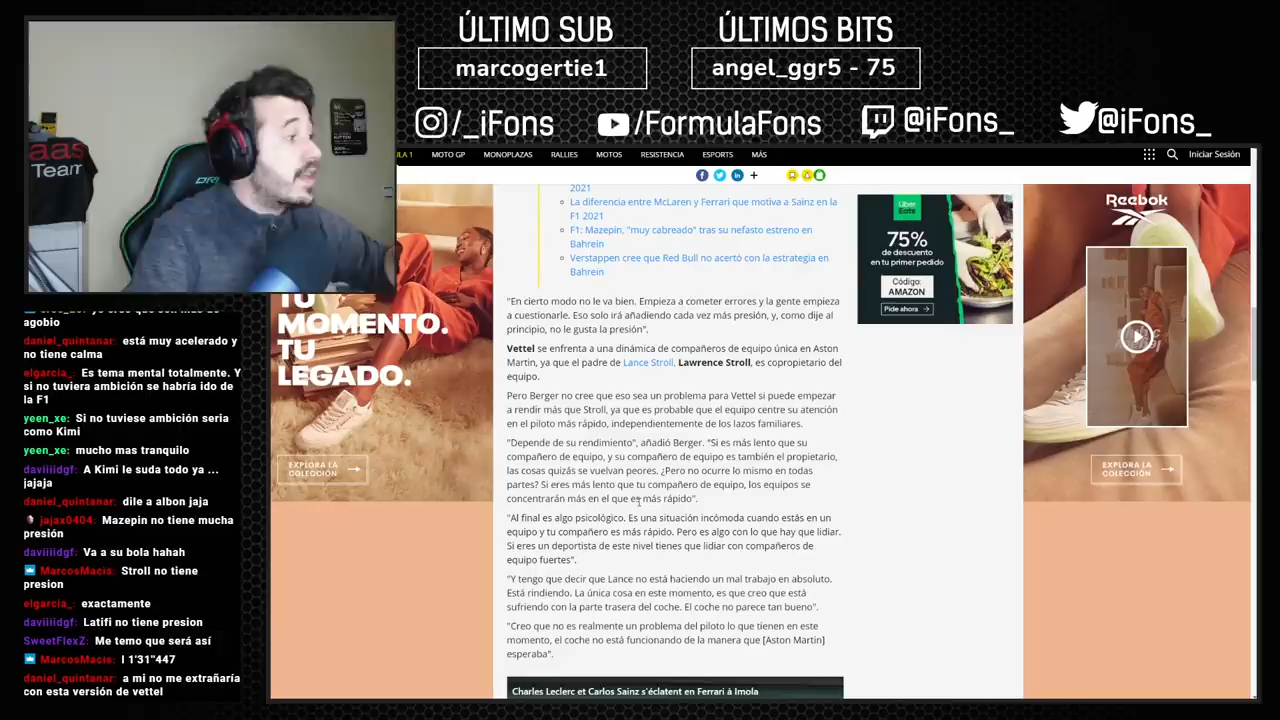 ÚLTIMO SUB
marcogertie1
ÚLTIMOS BITS
angel_ggr5 - 75
/_iFons
/FormulaFons
@iFons_
@iFons_
aas
Team
ULA 1
MOTO GP
MONOPLAZAS
RALLIES
MOTOS
RESISTENCIA
ESPORTS
MÁS
Iniciar Sesión
2021
La diferencia entre McLaren y Ferrari que motiva a Sainz en la
F1 2021
F1: Mazepin, "muy cabreado" tras su nefasto estreno en
Bahrein
Verstappen cree que Red Bull no acertó con la estrategia en
Bahrein
"En cierto modo no le va bien. Empieza a cometer errores y la gente empieza
a cuestionarle. Eso solo irá añadiendo cada vez más presión, y, como dije al
principio, no le gusta la presión".
Vettel se enfrenta a una dinámica de compañeros de equipo única en Aston
Martin, ya que el padre de Lance Stroll, Lawrence Stroll, es copropietario del
equipo.
Pero Berger no cree que eso sea un problema para Vettel si puede empezar
a rendir más que Stroll, ya que es probable que el equipo centre su atención
en el piloto más rápido, independientemente de los lazos familiares.
"Depende de su rendimiento", añadió Berger. "Si es más lento que su
compañero de equipo, y su compañero de equipo es también el propietario,
las cosas quizás se vuelvan peores. ¿Pero no ocurre lo mismo en todas
partes? Si eres más lento que tu compañero de equipo, los equipos se
concentrarán más en el que es más rápido".
"Al final es algo psicológico. Es una situación incómoda cuando estás en un
equipo y tu compañero es más rápido. Pero es algo con lo que hay que lidiar.
Si eres un deportista de este nivel tienes que lidiar con compañeros de
equipo fuertes".
"Y tengo que decir que Lance no está haciendo un mal trabajo en absoluto.
Está rindiendo. La única cosa en este momento, es que creo que está
sufriendo con la parte trasera del coche. El coche no parece tan bueno".
"Creo que no es realmente un problema del piloto lo que tienen en este
momento, el coche no está funcionando de la manera que [Aston Martin]
esperaba".
Charles Leclerc et Carlos Sainz s'éclatent en Ferrari à Imola
Uber
Eats
75%
de descuento
en tu primer pedido
Código:
AMAZON
Pide ahora
Reebok
EXPLORA LA
COLECCIÓN
TU
MOMENTO.
TU
LEGADO.
EXPLORA LA
COLECCIÓN
agobio
daniel_quintanar: está muy acelerado y
no tiene calma
elgarcia_: Es tema mental totalmente. Y
si no tuviera ambición se habría ido de
la F1
yeen_xe: Si no tuviese ambición seria
como Kimi
yeen_xe: mucho mas tranquilo
daviiiidgf: A Kimi le suda todo ya ...
jajaja
daniel_quintanar: dile a albon jaja
jajax0404: Mazepin no tiene mucha
presión
daviiiidgf: Va a su bola hahah
MarcosMacis: Stroll no tiene
presion
elgarcia_: exactamente
daviiiidgf: Latifi no tiene presion
SweetFlexZ: Me temo que será así
MarcosMacis: I 1'31"447
daniel_quintanar: a mi no me extrañaría
con esta versión de vettel